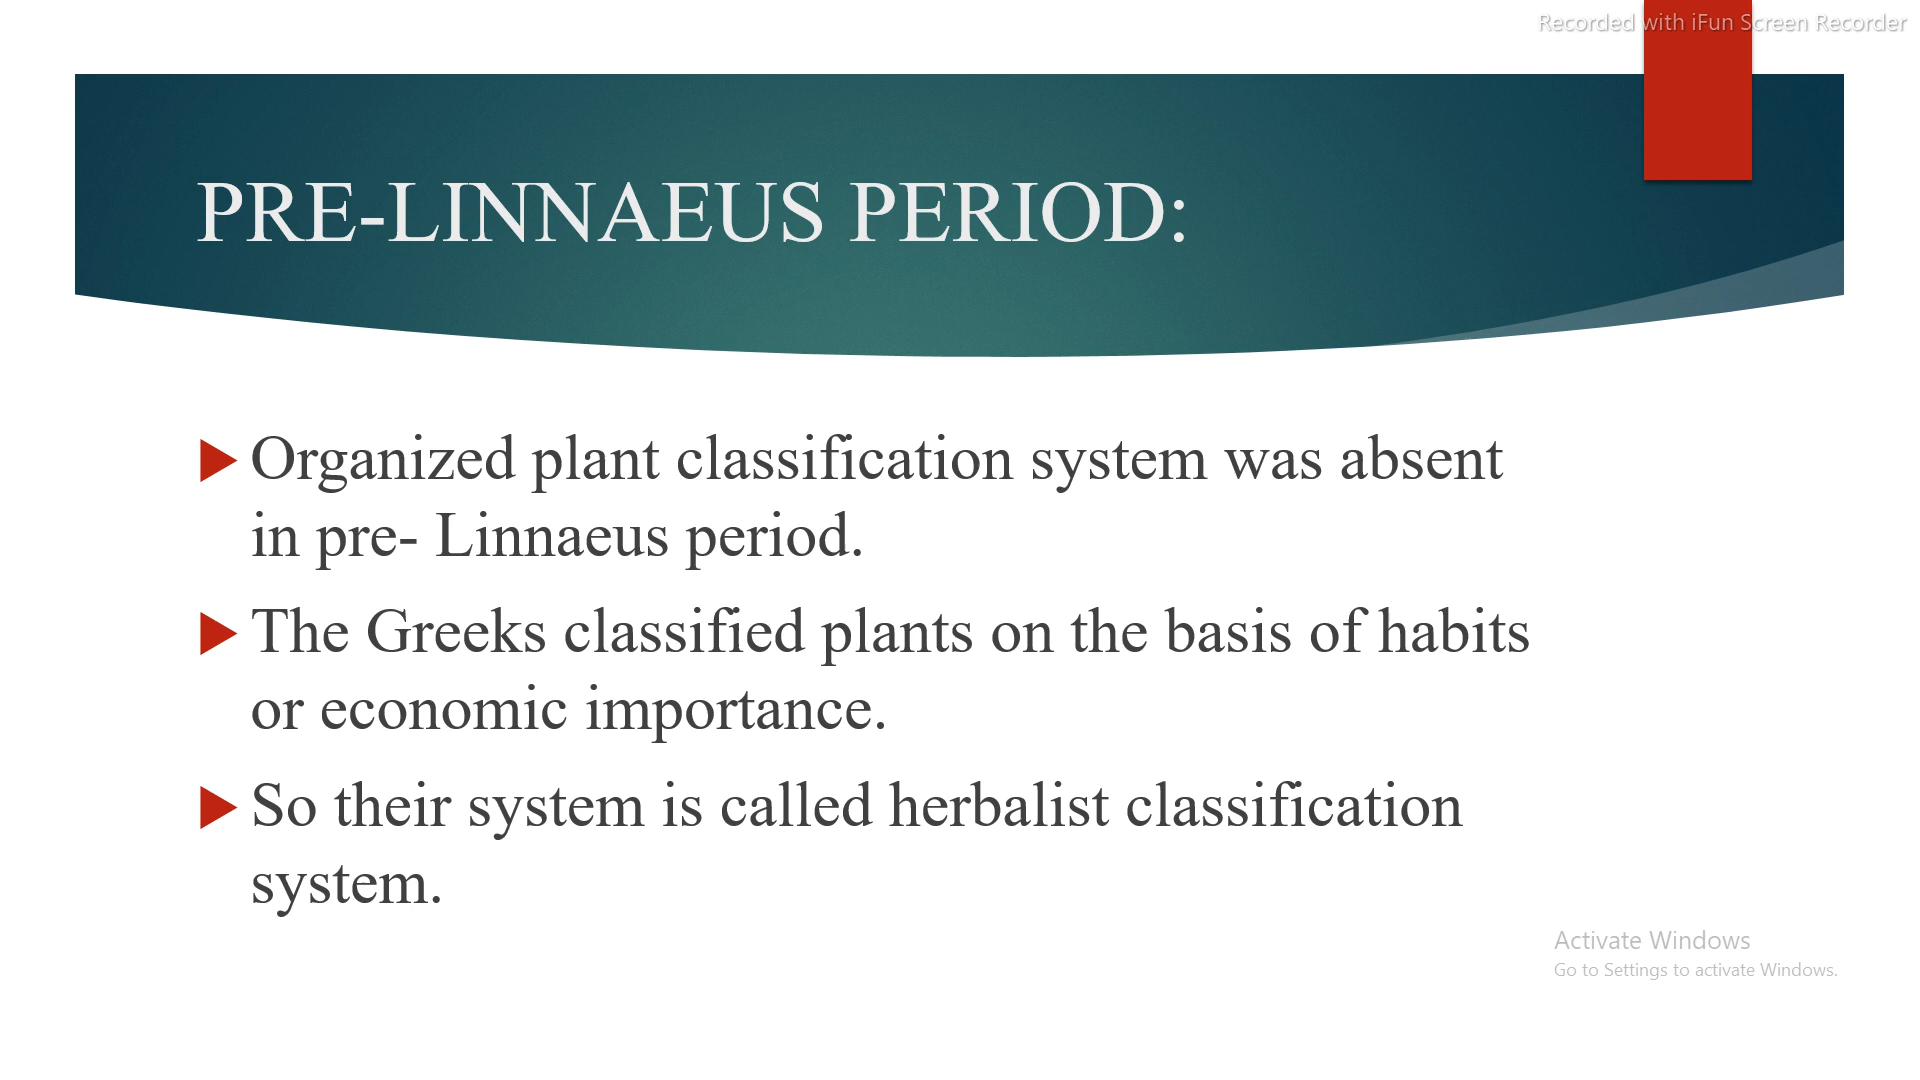 Recorded with iFun Screen Recorder
PRE-LINNAEUS PERIOD:
Organized plant classification system was absent
in pre- Linnaeus period.
The Greeks classified plants on the basis of habits
or economic importance.
So their system is called herbalist classification
system.
Activate Windows
Go to Settings to activate Windows.